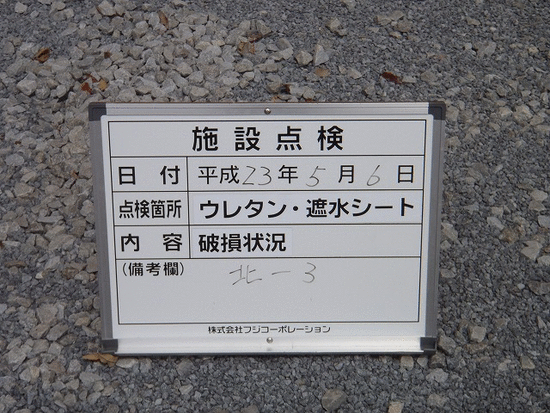 施設点検
日付 平成23年5月6日
点検箇所 ウレタン・遮水シート
内容 破損状況
(備考欄) 北-3
株式会社フジコーポレーション